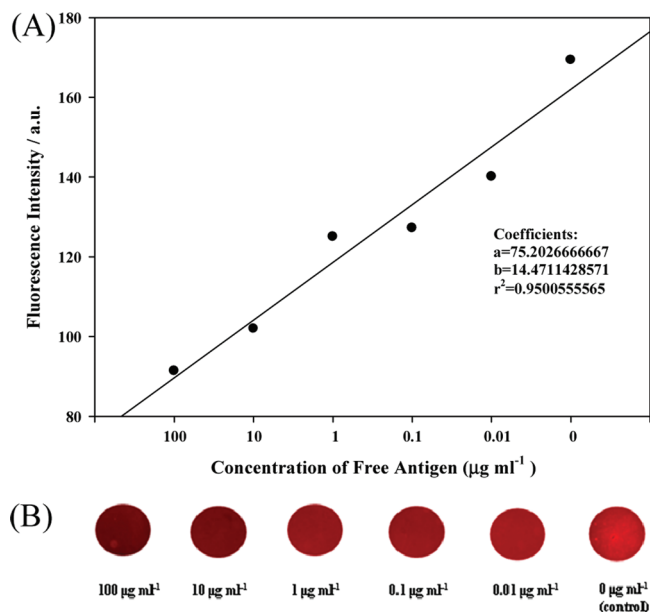 (A)
180
160
140
120
100
80
Fluorescence Intensity / a.u.
Coefficients:
a=75.2026666667
b=14.4711428571
r²=0.9500555565
100 10 1 0.1 0.01 0
Concentration of Free Antigen (μg ml⁻¹ )
(B)
100 μg ml⁻¹ 10 μg ml⁻¹ 1 μg ml⁻¹ 0.1 μg ml⁻¹ 0.01 μg ml⁻¹ 0 μg ml⁻¹
(control)